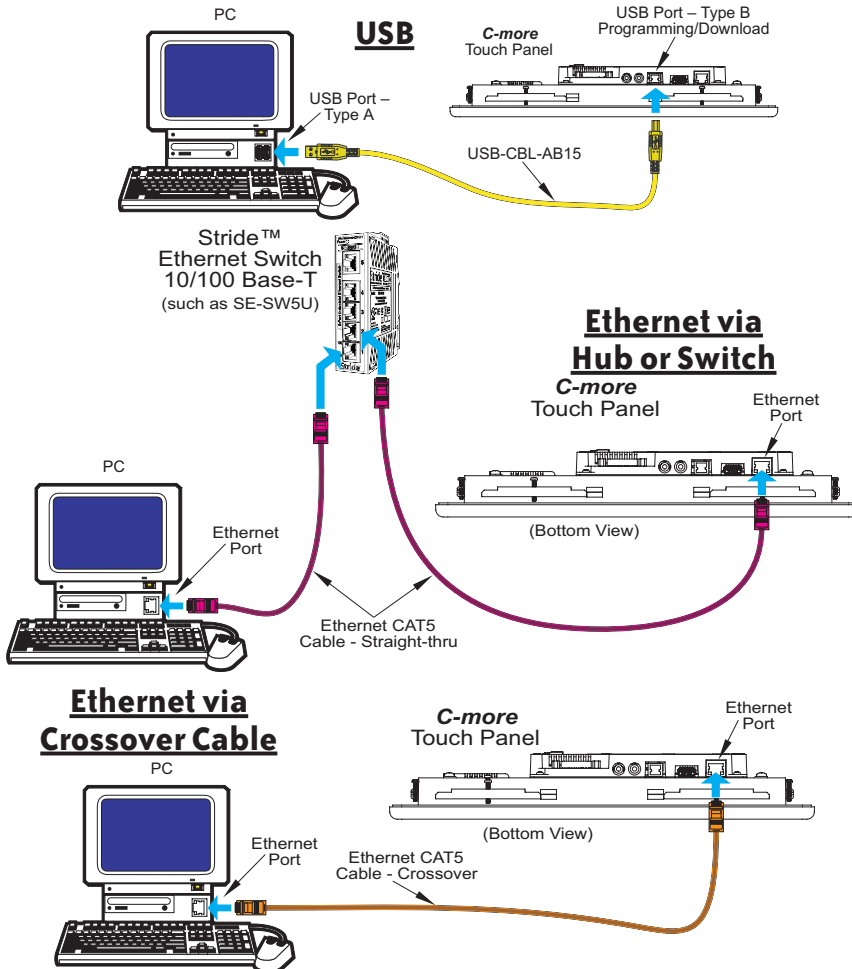 PC
USB
C-more
Touch Panel
USB Port – Type B
Programming/Download
USB Port –
Type A
USB-CBL-AB15
Stride™
Ethernet Switch
10/100 Base-T
(such as SE-SW5U)
Stride
Ethernet via
Hub or Switch
C-more
Touch Panel
Ethernet
Port
(Bottom View)
PC
Ethernet
Port
Ethernet CAT5
Cable - Straight-thru
Ethernet via
Crossover Cable
C-more
Touch Panel
Ethernet
Port
(Bottom View)
PC
Ethernet
Port
Ethernet CAT5
Cable - Crossover